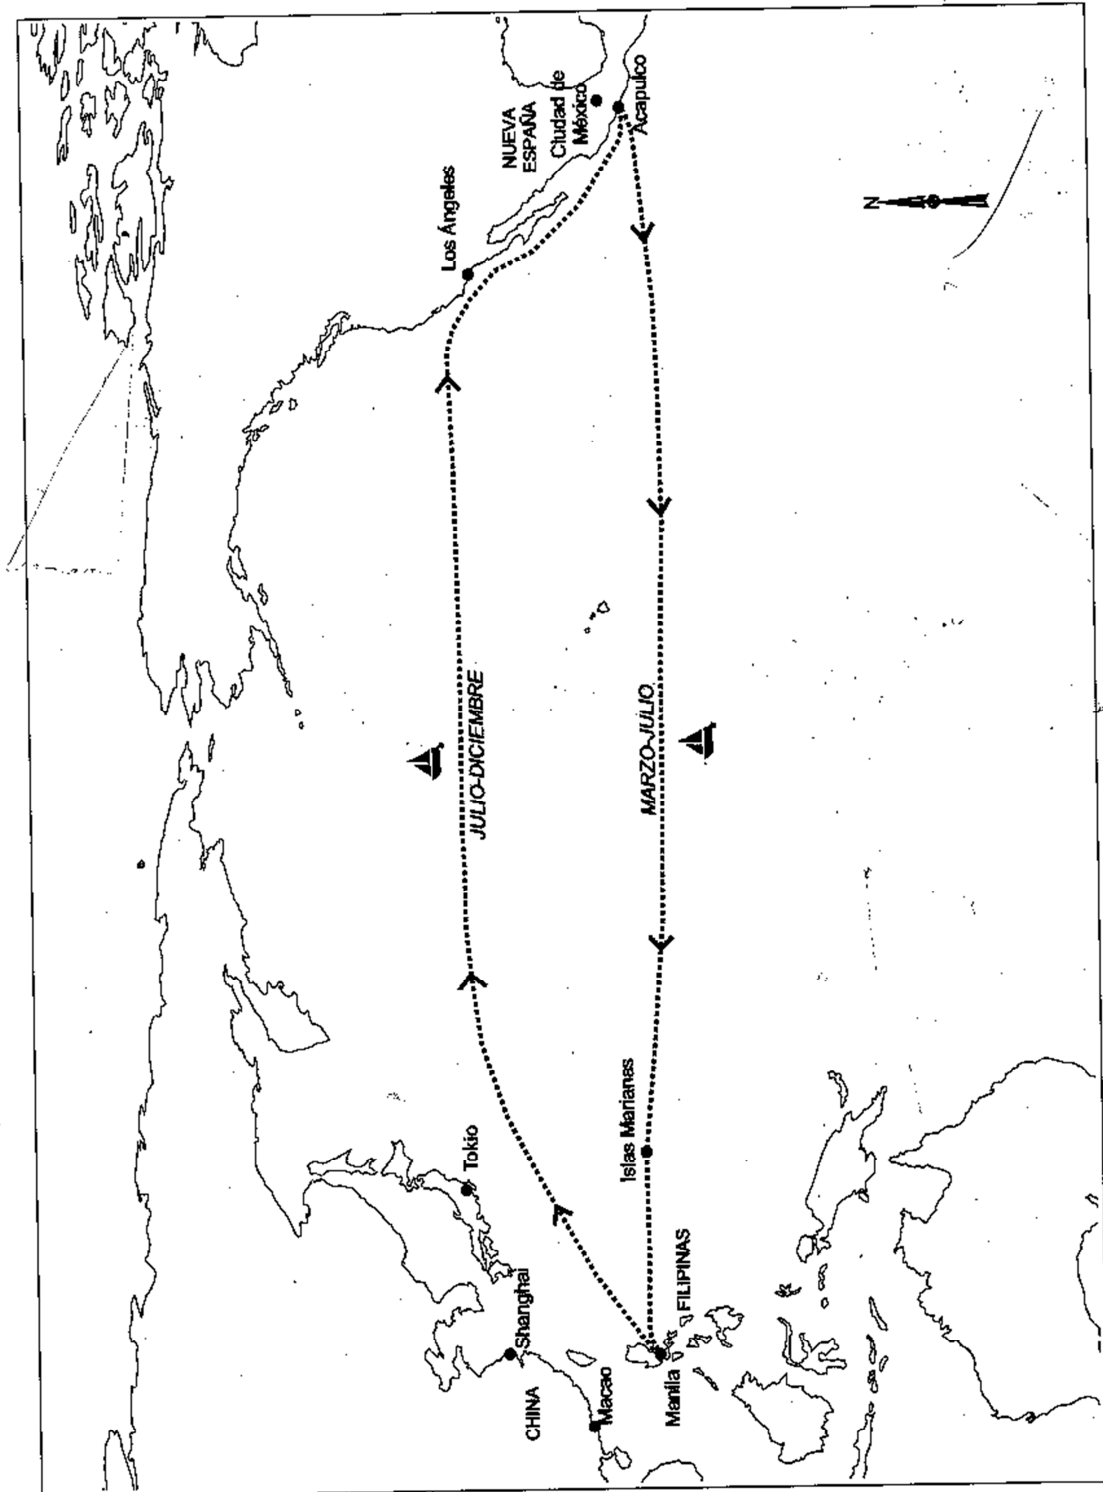 N
Los Ángeles
NUEVA
ESPAÑA
Ciudad de
México
Acapulco
JULIO-DICIEMBRE
MARZO-JULIO
Tokio
Islas Marianas
Shanghai
CHINA
Macao
FILIPINAS
Manila